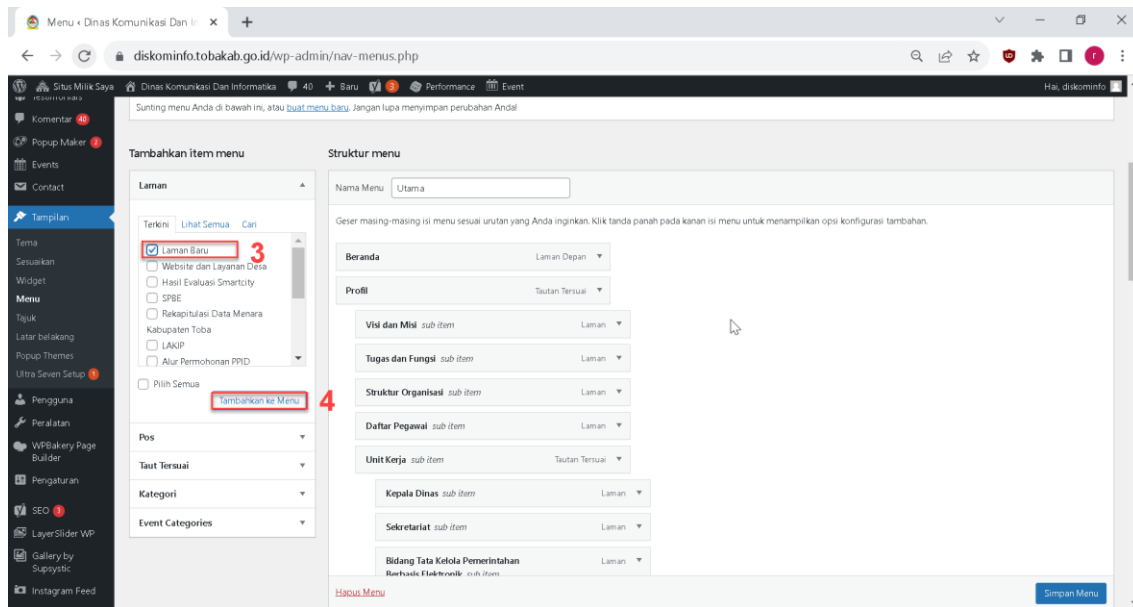 Menu ‹ Dinas Komunikasi Dan In
diskominfo.tobakab.go.id/wp-admin/nav-menus.php
r
Situs Milik Saya Dinas Komunikasi Dan Informatika 40 + Baru 3 Performance Event Hai, diskominfo
Testimonials
Komentar 40
Popup Maker 2
Events
Contact
Tampilan
Tema
Sesuaikan
Widget
Menu
Tajuk
Latar belakang
Popup Themes
Ultra Seven Setup 1
Pengguna
Peralatan
WPBakery Page
Builder
Pengaturan
SEO 3
LayerSlider WP
Gallery by
Supsystic
Instagram Feed
Sunting menu Anda di bawah ini, atau buat menu baru. Jangan lupa menyimpan perubahan Anda!
Tambahkan item menu
Laman
Terkini Lihat Semua Cari
Laman Baru 3
Website dan Layanan Desa
Hasil Evaluasi Smartcity
SPBE
Rekapitulasi Data Menara
Kabupaten Toba
LAKIP
Alur Permohonan PPID
Pilih Semua
Tambahkan ke Menu 4
Pos
Taut Tersuai
Kategori
Event Categories
Struktur menu
Nama Menu Utama
Geser masing-masing isi menu sesuai urutan yang Anda inginkan. Klik tanda panah pada kanan isi menu untuk menampilkan opsi konfigurasi tambahan.
Beranda Laman Depan
Profil Tautan Tersuai
Visi dan Misi sub item Laman
Tugas dan Fungsi sub item Laman
Struktur Organisasi sub item Laman
Daftar Pegawai sub item Laman
Unit Kerja sub item Tautan Tersuai
Kepala Dinas sub item Laman
Sekretariat sub item Laman
Bidang Tata Kelola Pemerintahan Laman
Berbasis Elektronik sub item
Hapus Menu Simpan Menu